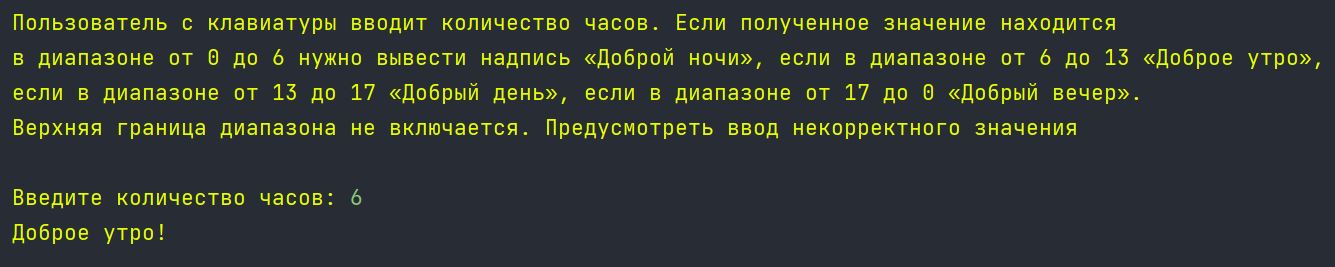 Пользователь с клавиатуры вводит количество часов. Если полученное значение находится
в диапазоне от 0 до 6 нужно вывести надпись «Доброй ночи», если в диапазоне от 6 до 13 «Доброе утро»,
если в диапазоне от 13 до 17 «Добрый день», если в диапазоне от 17 до 0 «Добрый вечер».
Верхняя граница диапазона не включается. Предусмотреть ввод некорректного значения
Введите количество часов: 6
Доброе утро!